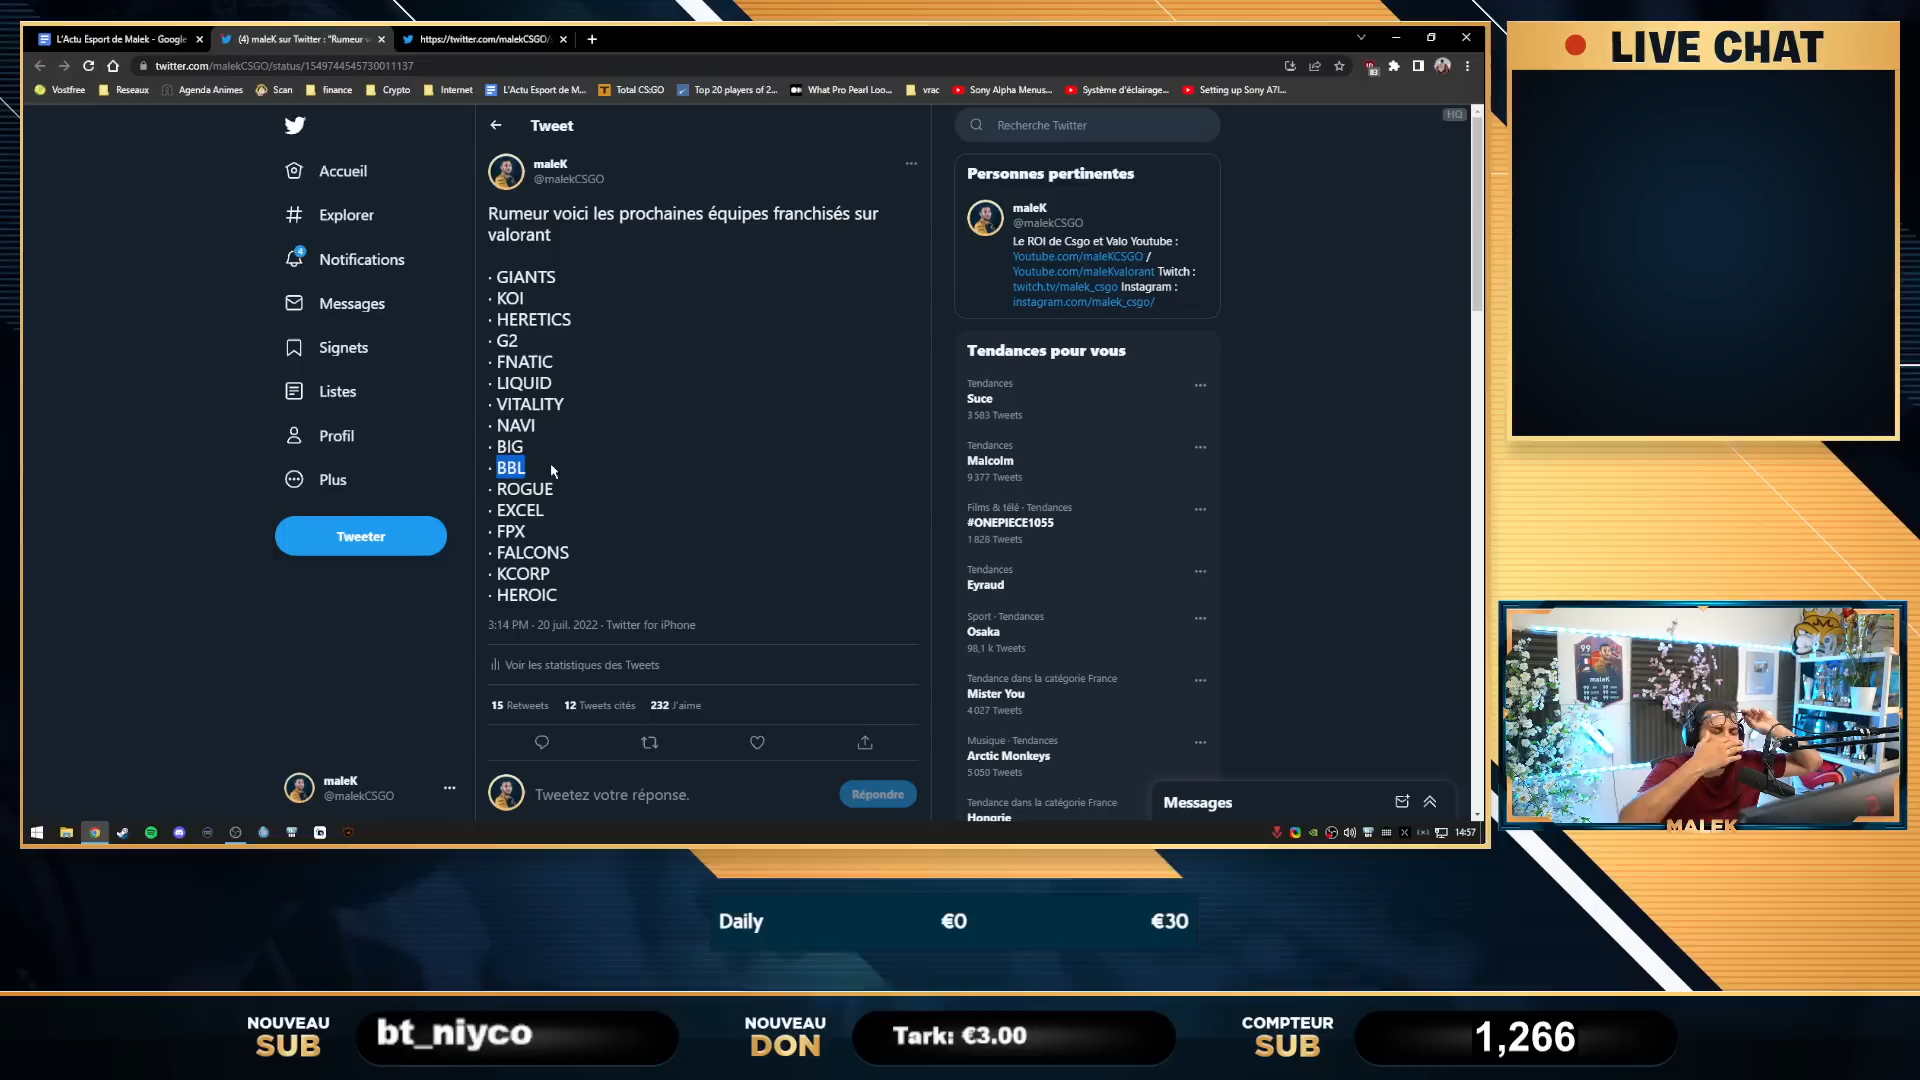 L'Actu Esport de Malek - Google
(4) maleK sur Twitter : "Rumeur v
https://twitter.com/malekCSGO/
twitter.com/malekCSGO/status/1549744545730011137
83
Vostfree
Reseaux
Agenda Animes
Scan
finance
Crypto
Internet
L'Actu Esport de M...
Total CS:GO
Top 20 players of 2...
What Pro Pearl Loo...
vrac
Sony Alpha Menus...
Système d'éclairage...
Setting up Sony A7I...
HQ
Accueil
Explorer
4
Notifications
Messages
Signets
Listes
Profil
Plus
Tweeter
maleK
@malekCSGO
Tweet
maleK
@malekCSGO
Rumeur voici les prochaines équipes franchisés sur
valorant
· GIANTS
· KOI
· HERETICS
· G2
· FNATIC
· LIQUID
· VITALITY
· NAVI
· BIG
· BBL
· ROGUE
· EXCEL
· FPX
· FALCONS
· KCORP
· HEROIC
3:14 PM · 20 juil. 2022 · Twitter for iPhone
Voir les statistiques des Tweets
15 Retweets 12 Tweets cités 232 J'aime
Tweetez votre réponse.
Répondre
Recherche Twitter
Personnes pertinentes
maleK
@malekCSGO
Le ROI de Csgo et Valo Youtube :
Youtube.com/maleKCSGO /
Youtube.com/maleKvalorant Twitch :
twitch.tv/malek_csgo Instagram :
instagram.com/malek_csgo/
Tendances pour vous
Tendances
Suce
3 583 Tweets
Tendances
Malcolm
9 377 Tweets
Films & télé · Tendances
#ONEPIECE1055
1 828 Tweets
Tendances
Eyraud
Sport · Tendances
Osaka
98,1 k Tweets
Tendance dans la catégorie France
Mister You
4 027 Tweets
Musique · Tendances
Arctic Monkeys
5 050 Tweets
Tendance dans la catégorie France
Hongrie
Messages
14:57
LIVE CHAT
99
maleK
MALEK
Daily €0 €30
NOUVEAU
SUB
bt_niyco
NOUVEAU
DON
Tark: €3.00
COMPTEUR
SUB
1,266